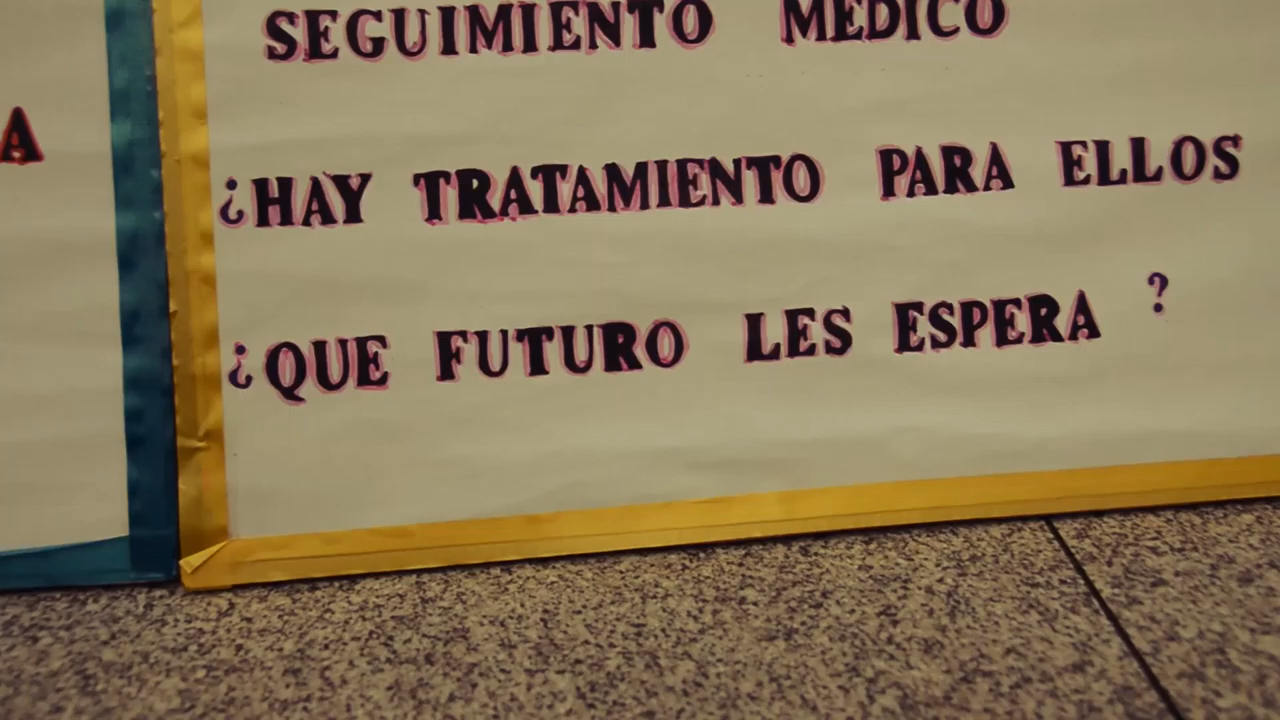 SEGUIMIENTO MEDICO
A
¿HAY TRATAMIENTO PARA ELLOS
¿QUE FUTURO LES ESPERA ?